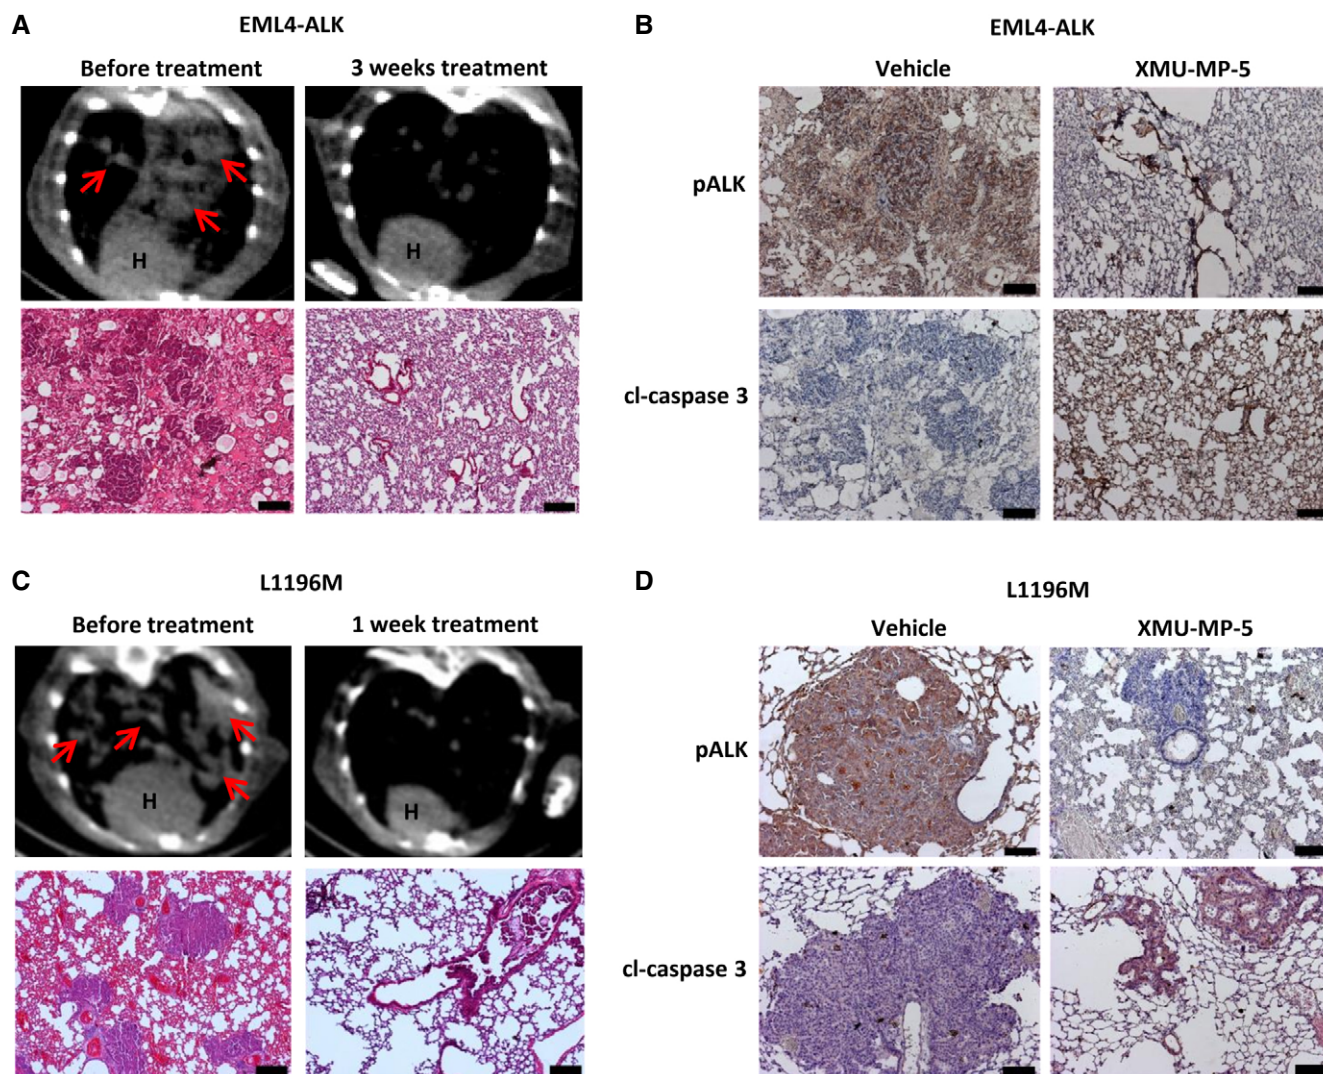 A
EML4-ALK
Before treatment
3 weeks treatment
H
H
B
EML4-ALK
Vehicle
XMU-MP-5
pALK
cl-caspase 3
C
L1196M
Before treatment
1 week treatment
H
H
D
L1196M
Vehicle
XMU-MP-5
pALK
cl-caspase 3